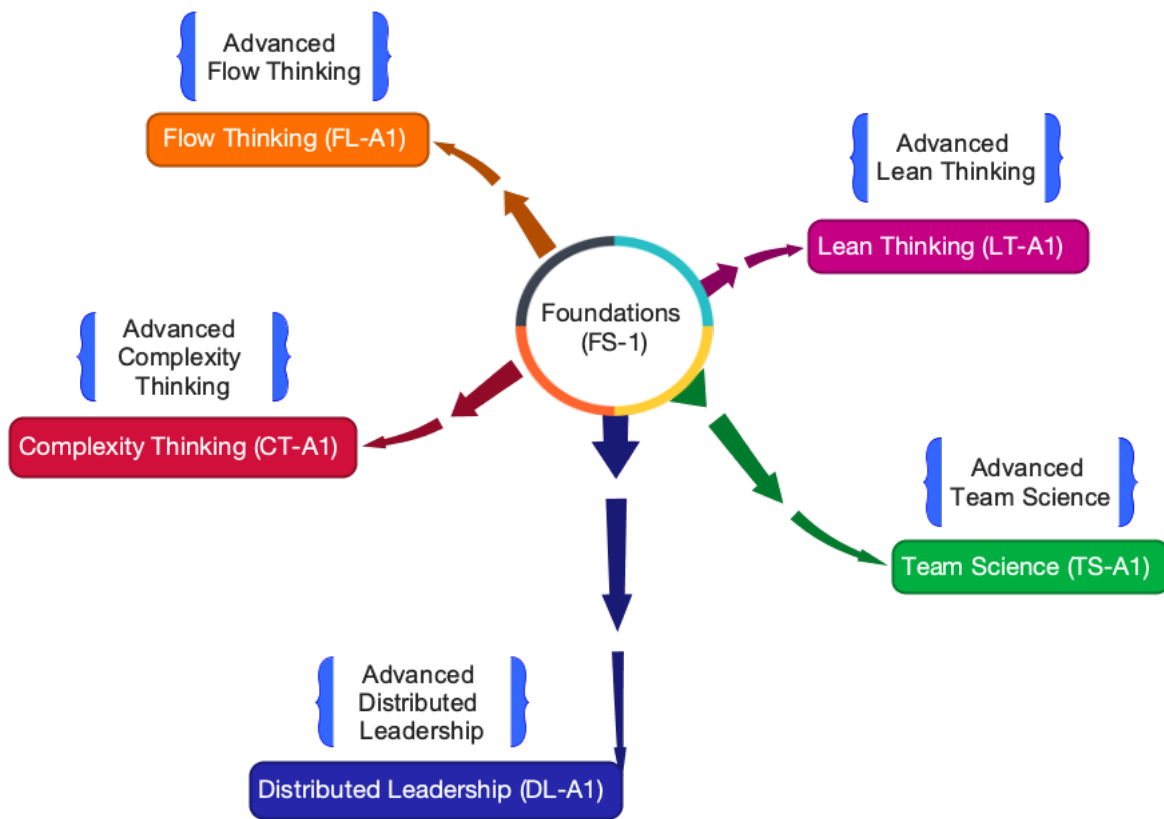 Advanced
Flow Thinking
Flow Thinking (FL-A1)
Advanced
Lean Thinking
Lean Thinking (LT-A1)
Foundations
(FS-1)
Advanced
Complexity
Thinking
Complexity Thinking (CT-A1)
Advanced
Team Science
Team Science (TS-A1)
Advanced
Distributed
Leadership
Distributed Leadership (DL-A1)